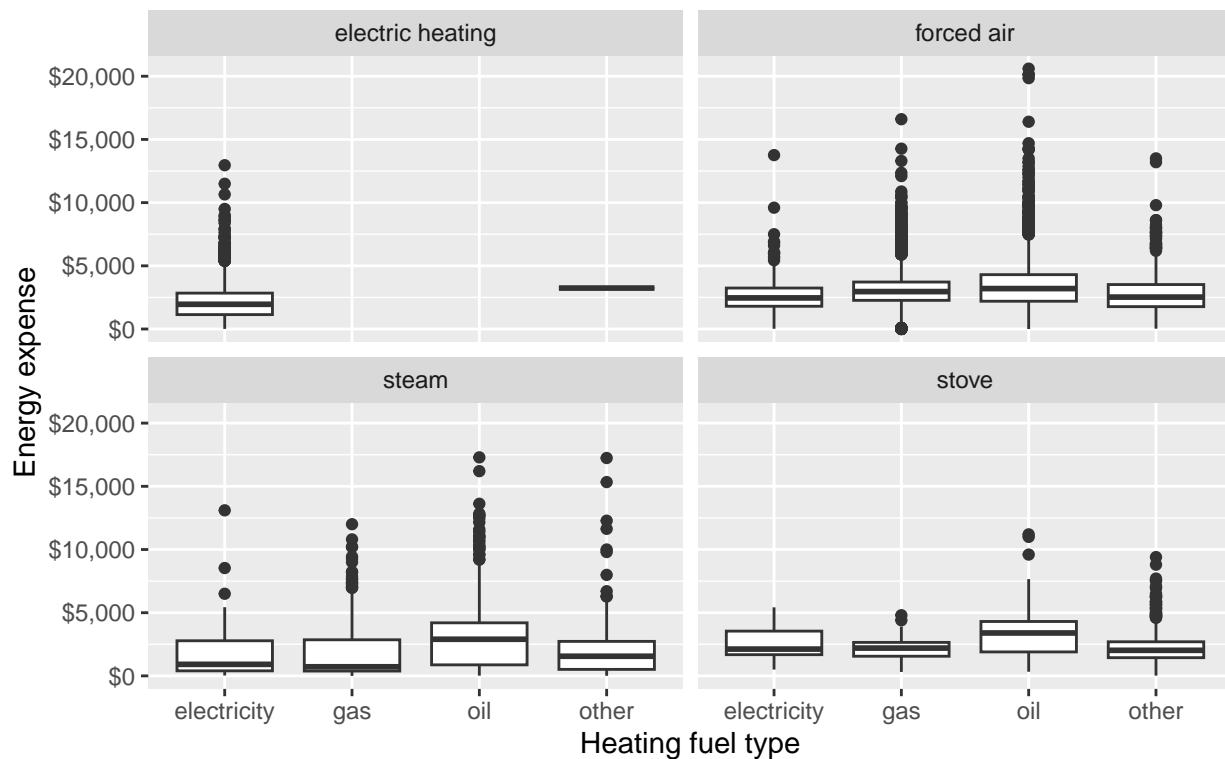 electric heating
forced air
$20,000
$15,000
$10,000
$5,000
$0
steam
stove
$20,000
$15,000
$10,000
$5,000
$0
Energy expense
electricity gas oil other
electricity gas oil other
Heating fuel type